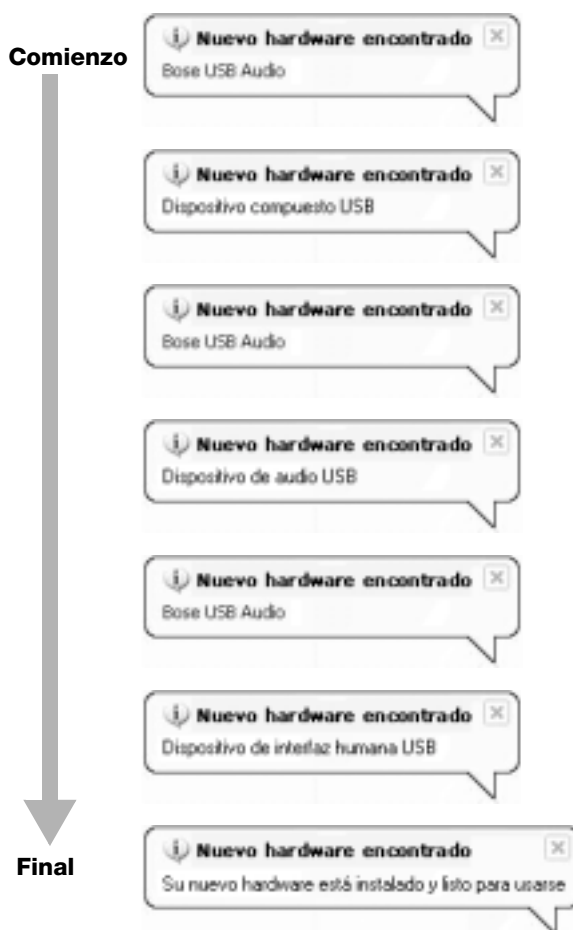 Comienzo
Nuevo hardware encontrado
Bose USB Audio
Nuevo hardware encontrado
Dispositivo compuesto USB
Nuevo hardware encontrado
Bose USB Audio
Nuevo hardware encontrado
Dispositivo de audio USB
Nuevo hardware encontrado
Bose USB Audio
Nuevo hardware encontrado
Dispositivo de interfaz humana USB
Final
Nuevo hardware encontrado
Su nuevo hardware está instalado y listo para usarse